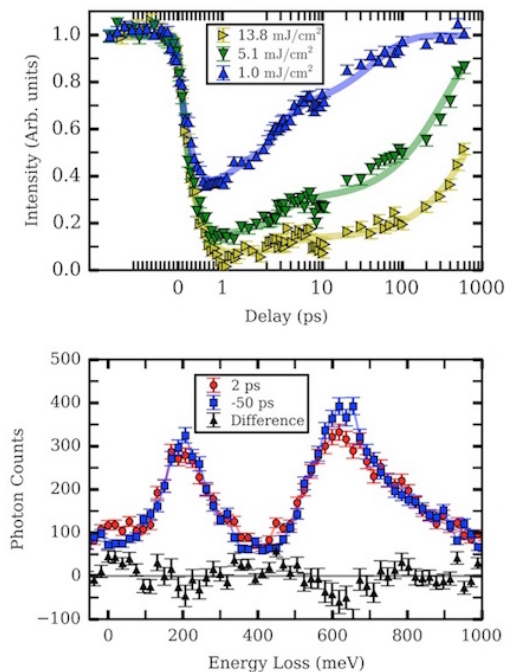 1.0
0.8
0.6
0.4
0.2
0.0
Intensity (Arb. units)
13.8 mJ/cm²
5.1 mJ/cm²
1.0 mJ/cm²
0 1 10 100 1000
Delay (ps)
500
400
300
200
100
0
−100
Photon Counts
2 ps
-50 ps
Difference
0 200 400 600 800 1000
Energy Loss (meV)